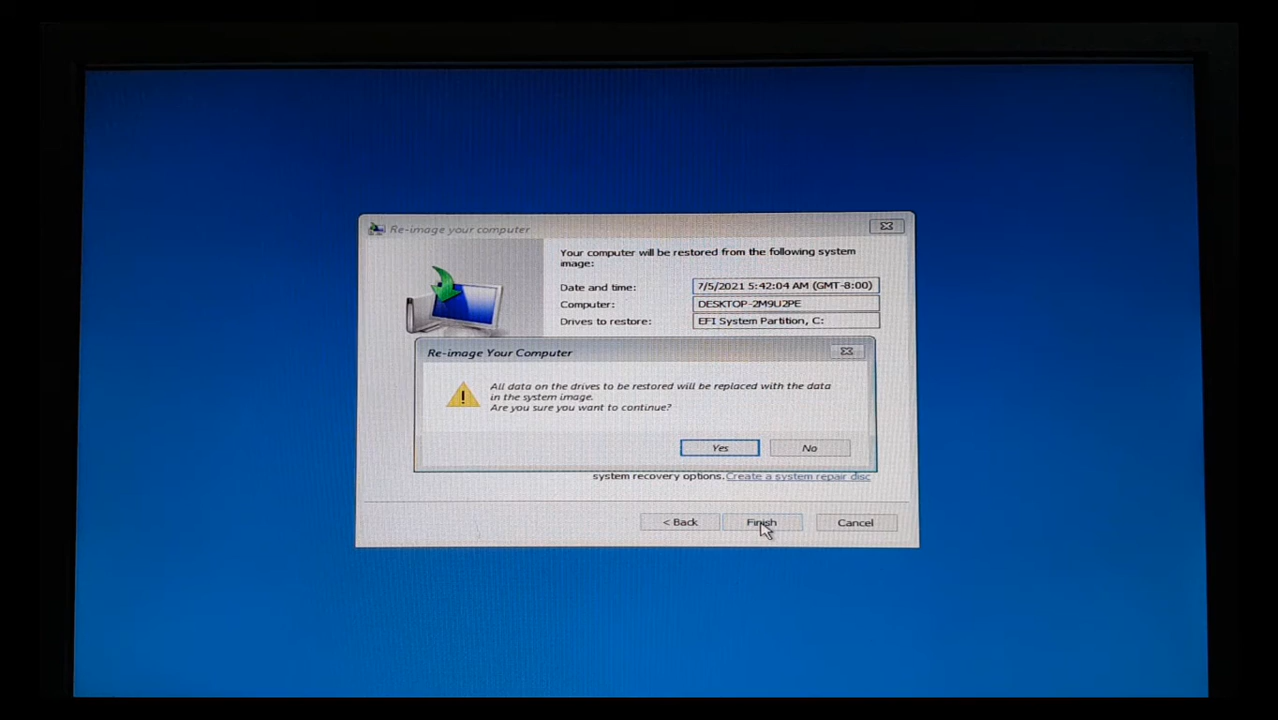 Re-image your computer
Your computer will be restored from the following system
image:
Date and time: 7/5/2021 5:42:04 AM (GMT-8:00)
Computer: DESKTOP-2M9U2PE
Drives to restore: EFI System Partition, C:
Re-image Your Computer
All data on the drives to be restored will be replaced with the data
in the system image.
Are you sure you want to continue?
Yes No
system recovery options. Create a system repair disc
< Back Finish Cancel